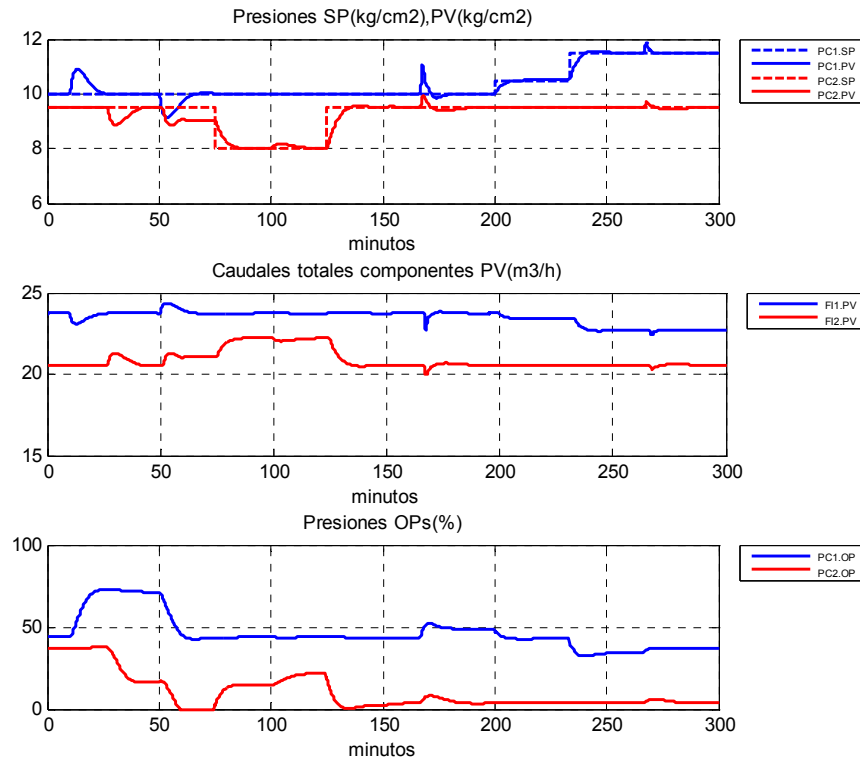 Presiones SP(kg/cm2),PV(kg/cm2)
12
10
8
6
0 50 100 150 200 250 300
minutos
PC1.SP
PC1.PV
PC2.SP
PC2.PV
Caudales totales componentes PV(m3/h)
25
20
15
0 50 100 150 200 250 300
minutos
FI1.PV
FI2.PV
Presiones OPs(%)
100
50
0
0 50 100 150 200 250 300
minutos
PC1.OP
PC2.OP